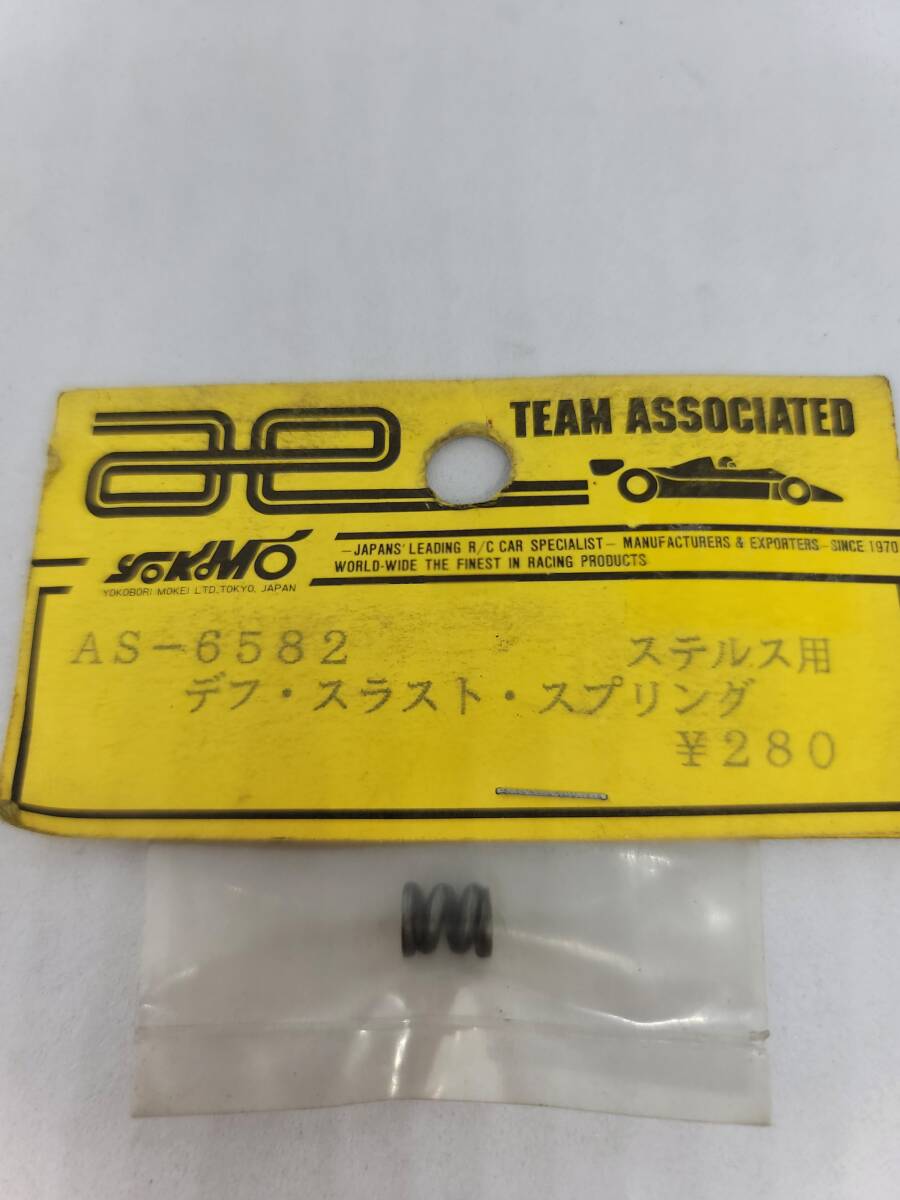 ae
TEAM ASSOCIATED
YOKOMO
YOKOBORI MOKEI LTD., TOKYO, JAPAN
—JAPANS' LEADING R/C CAR SPECIALIST— MANUFACTURERS & EXPORTERS—SINCE 1970
WORLD-WIDE THE FINEST IN RACING PRODUCTS
AS-6582 ステルス用
デフ・スラスト・スプリング
¥280